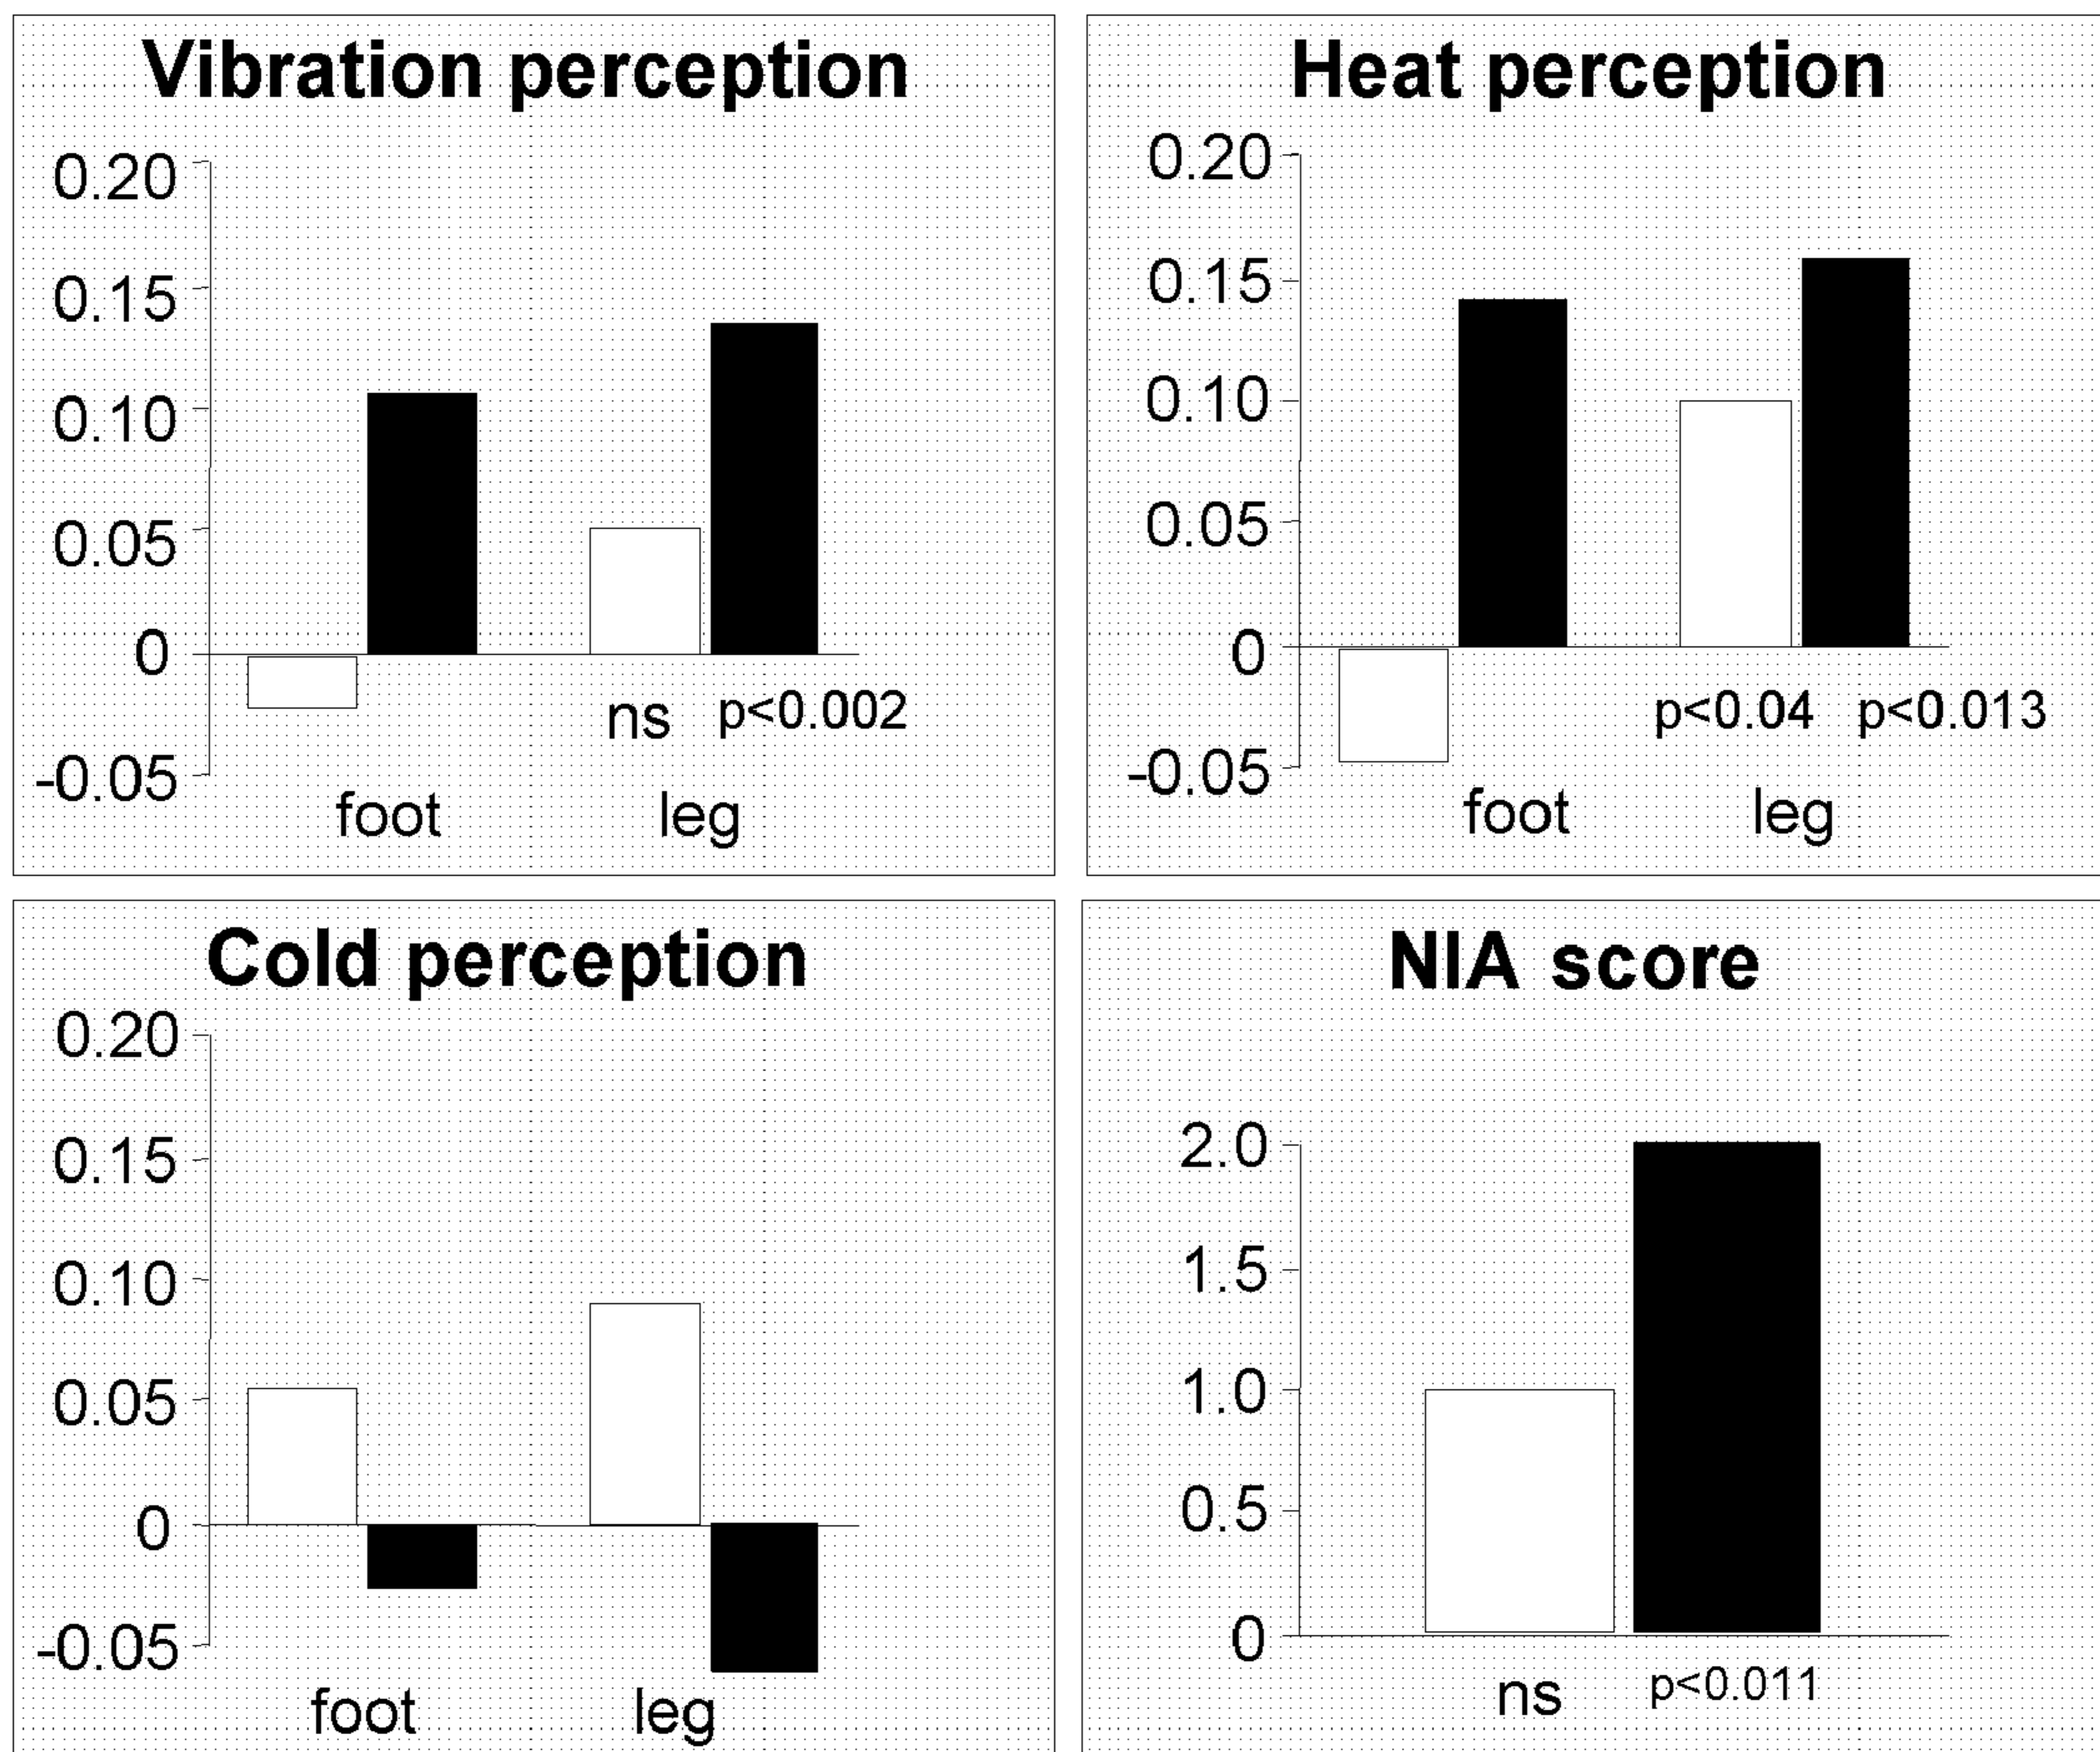 Vibration perception
0.20
0.15
0.10
0.05
0
-0.05
ns p<0.002
foot leg
Heat perception
0.20
0.15
0.10
0.05
0
-0.05
p<0.04 p<0.013
foot leg
Cold perception
0.20
0.15
0.10
0.05
0
-0.05
foot leg
NIA score
2.0
1.5
1.0
0.5
0
ns p<0.011